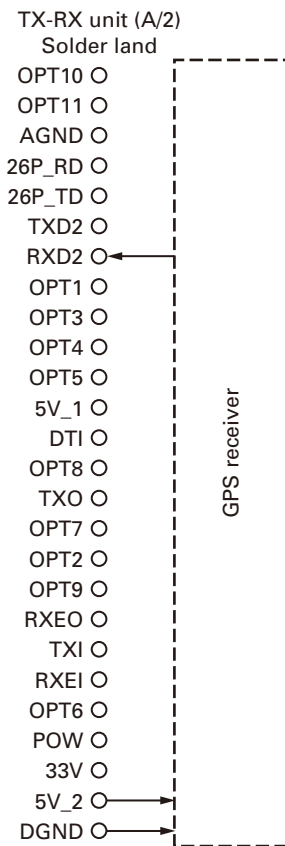 TX-RX unit (A/2)
Solder land
OPT10
OPT11
AGND
26P_RD
26P_TD
TXD2
RXD2
OPT1
OPT3
OPT4
OPT5
5V_1
DTI
OPT8
TXO
OPT7
OPT2
OPT9
RXEO
TXI
RXEI
OPT6
POW
33V
5V_2
DGND
GPS receiver